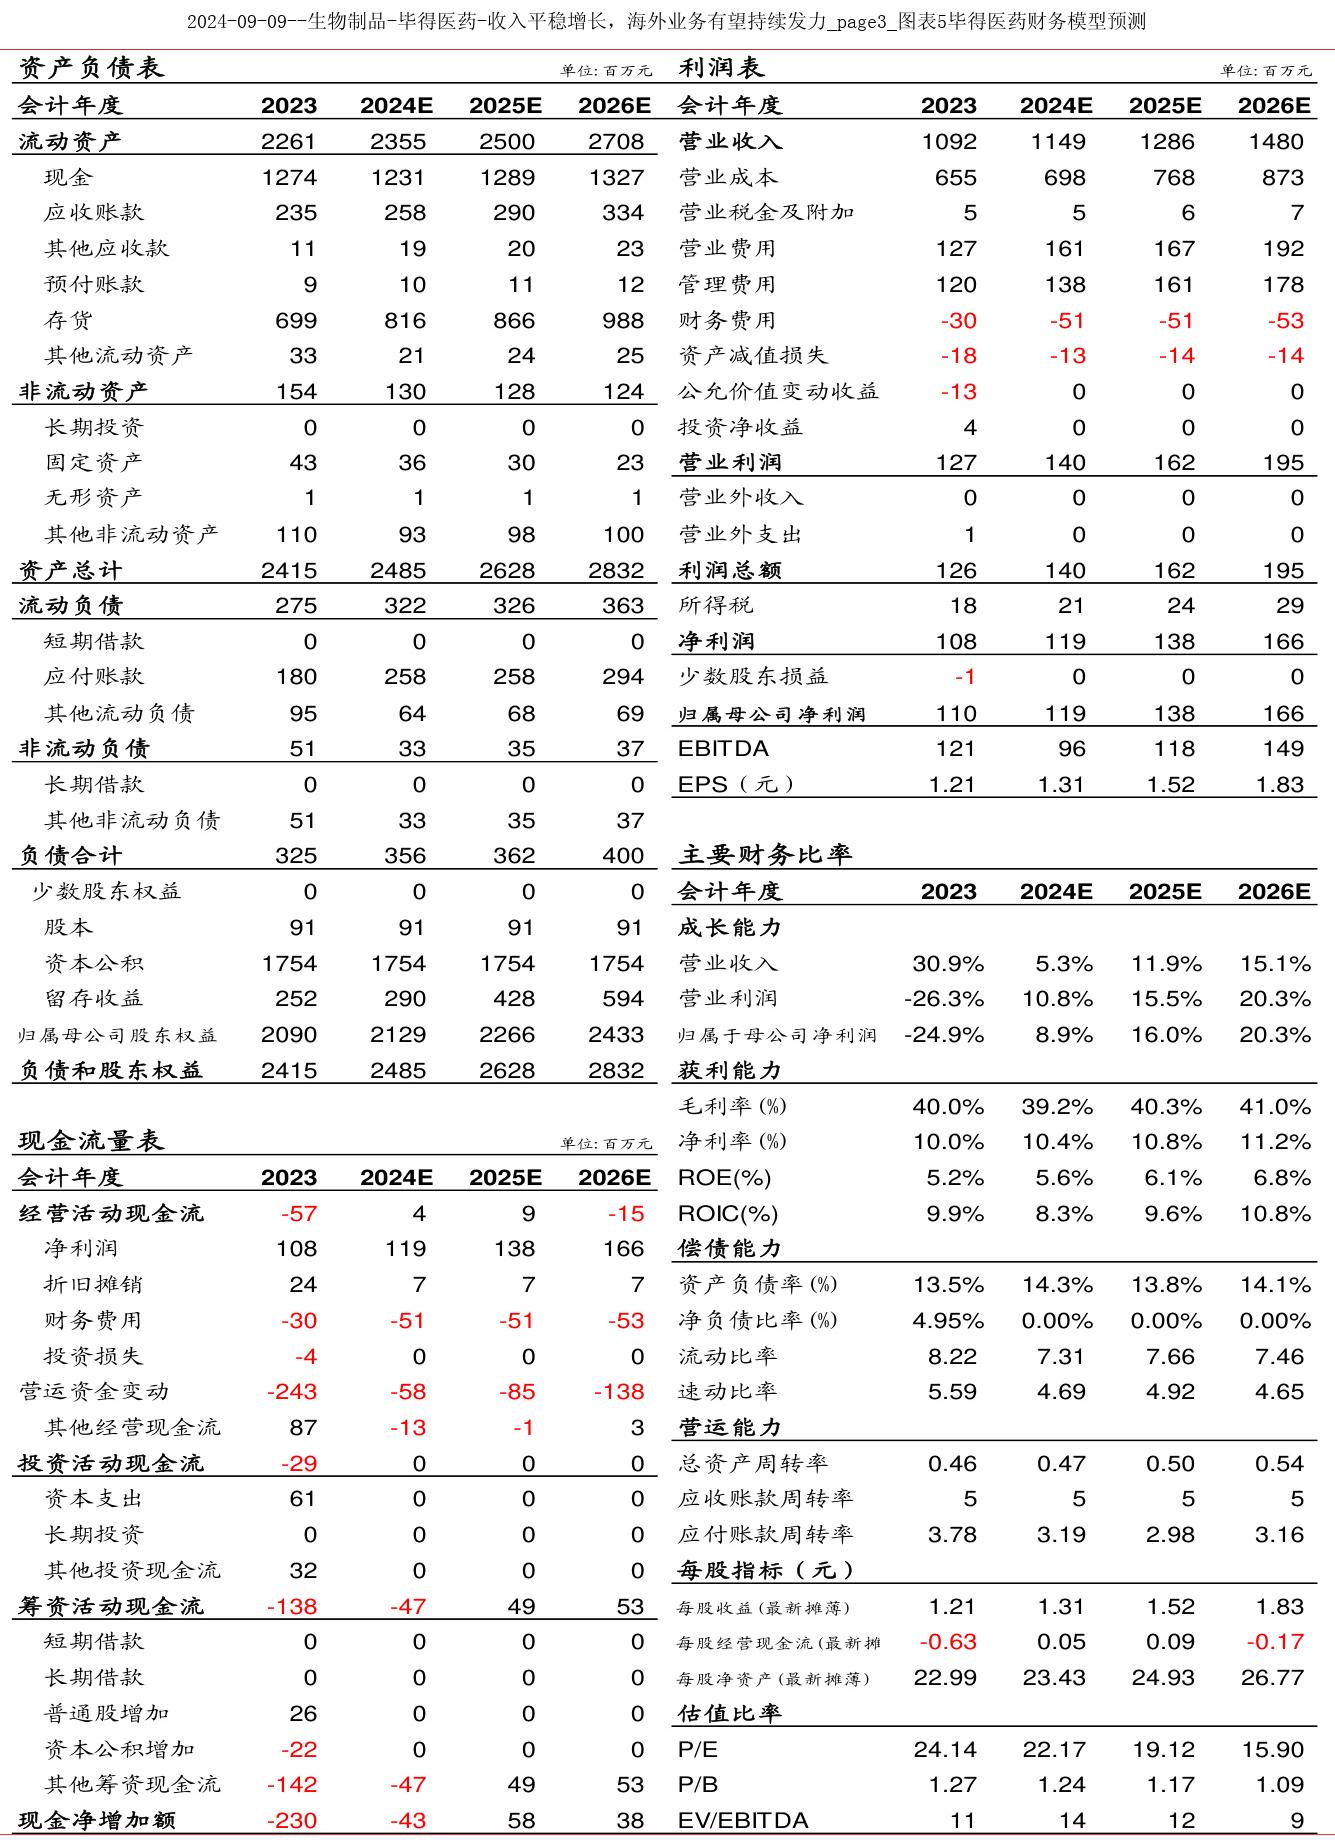 2024-09-09--生物制品-毕得医药-收入平稳增长，海外业务有望持续发力_page3_图表5毕得医药财务模型预测
资产负债表 单位:百万元
会计年度 2023 2024E 2025E 2026E
流动资产 2261 2355 2500 2708
现金 1274 1231 1289 1327
应收账款 235 258 290 334
其他应收款 11 19 20 23
预付账款 9 10 11 12
存货 699 816 866 988
其他流动资产 33 21 24 25
非流动资产 154 130 128 124
长期投资 0 0 0 0
固定资产 43 36 30 23
无形资产 1 1 1 1
其他非流动资产 110 93 98 100
资产总计 2415 2485 2628 2832
流动负债 275 322 326 363
短期借款 0 0 0 0
应付账款 180 258 258 294
其他流动负债 95 64 68 69
非流动负债 51 33 35 37
长期借款 0 0 0 0
其他非流动负债 51 33 35 37
负债合计 325 356 362 400
少数股东权益 0 0 0 0
股本 91 91 91 91
资本公积 1754 1754 1754 1754
留存收益 252 290 428 594
归属母公司股东权益 2090 2129 2266 2433
负债和股东权益 2415 2485 2628 2832
现金流量表 单位:百万元
会计年度 2023 2024E 2025E 2026E
经营活动现金流 -57 4 9 -15
净利润 108 119 138 166
折旧摊销 24 7 7 7
财务费用 -30 -51 -51 -53
投资损失 -4 0 0 0
营运资金变动 -243 -58 -85 -138
其他经营现金流 87 -13 -1 3
投资活动现金流 -29 0 0 0
资本支出 61 0 0 0
长期投资 0 0 0 0
其他投资现金流 32 0 0 0
筹资活动现金流 -138 -47 49 53
短期借款 0 0 0 0
长期借款 0 0 0 0
普通股增加 26 0 0 0
资本公积增加 -22 0 0 0
其他筹资现金流 -142 -47 49 53
现金净增加额 -230 -43 58 38
利润表 单位:百万元
会计年度 2023 2024E 2025E 2026E
营业收入 1092 1149 1286 1480
营业成本 655 698 768 873
营业税金及附加 5 5 6 7
营业费用 127 161 167 192
管理费用 120 138 161 178
财务费用 -30 -51 -51 -53
资产减值损失 -18 -13 -14 -14
公允价值变动收益 -13 0 0 0
投资净收益 4 0 0 0
营业利润 127 140 162 195
营业外收入 0 0 0 0
营业外支出 1 0 0 0
利润总额 126 140 162 195
所得税 18 21 24 29
净利润 108 119 138 166
少数股东损益 -1 0 0 0
归属母公司净利润 110 119 138 166
EBITDA 121 96 118 149
EPS（元） 1.21 1.31 1.52 1.83
主要财务比率
会计年度 2023 2024E 2025E 2026E
成长能力
营业收入 30.9% 5.3% 11.9% 15.1%
营业利润 -26.3% 10.8% 15.5% 20.3%
归属于母公司净利润 -24.9% 8.9% 16.0% 20.3%
获利能力
毛利率(%) 40.0% 39.2% 40.3% 41.0%
净利率(%) 10.0% 10.4% 10.8% 11.2%
ROE(%) 5.2% 5.6% 6.1% 6.8%
ROIC(%) 9.9% 8.3% 9.6% 10.8%
偿债能力
资产负债率(%) 13.5% 14.3% 13.8% 14.1%
净负债比率(%) 4.95% 0.00% 0.00% 0.00%
流动比率 8.22 7.31 7.66 7.46
速动比率 5.59 4.69 4.92 4.65
营运能力
总资产周转率 0.46 0.47 0.50 0.54
应收账款周转率 5 5 5 5
应付账款周转率 3.78 3.19 2.98 3.16
每股指标（元）
每股收益(最新摊薄) 1.21 1.31 1.52 1.83
每股经营现金流(最新摊 -0.63 0.05 0.09 -0.17
每股净资产(最新摊薄) 22.99 23.43 24.93 26.77
估值比率
P/E 24.14 22.17 19.12 15.90
P/B 1.27 1.24 1.17 1.09
EV/EBITDA 11 14 12 9